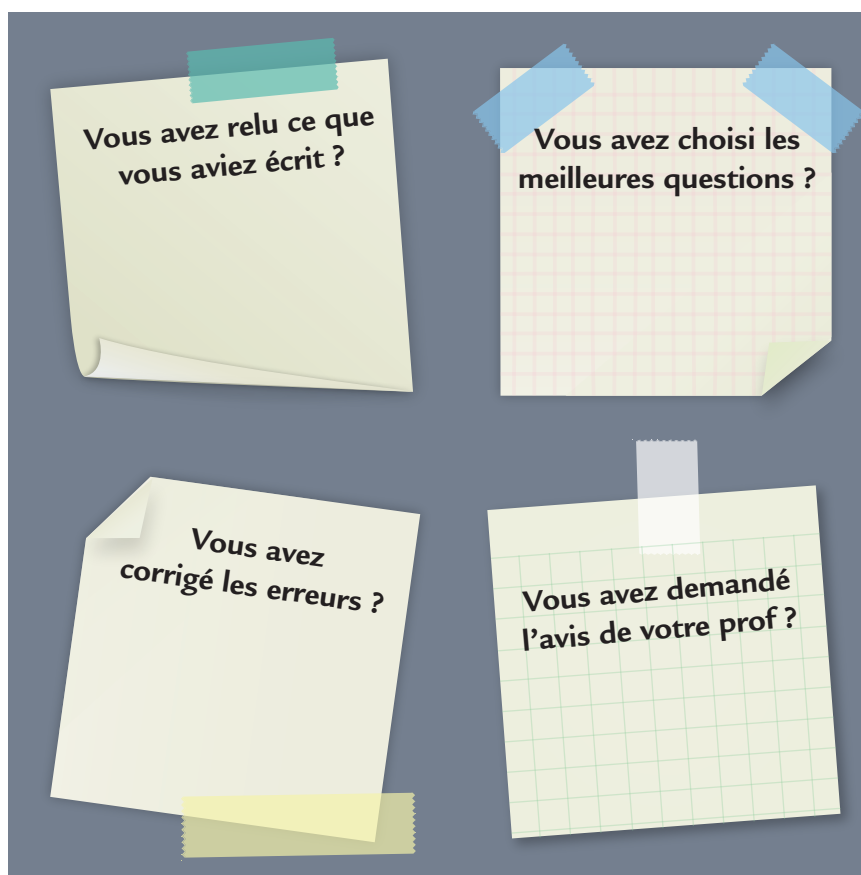 Vous avez relu ce que
vous aviez écrit ?
Vous avez choisi les
meilleures questions ?
Vous avez
corrigé les erreurs ?
Vous avez demandé
l’avis de votre prof ?